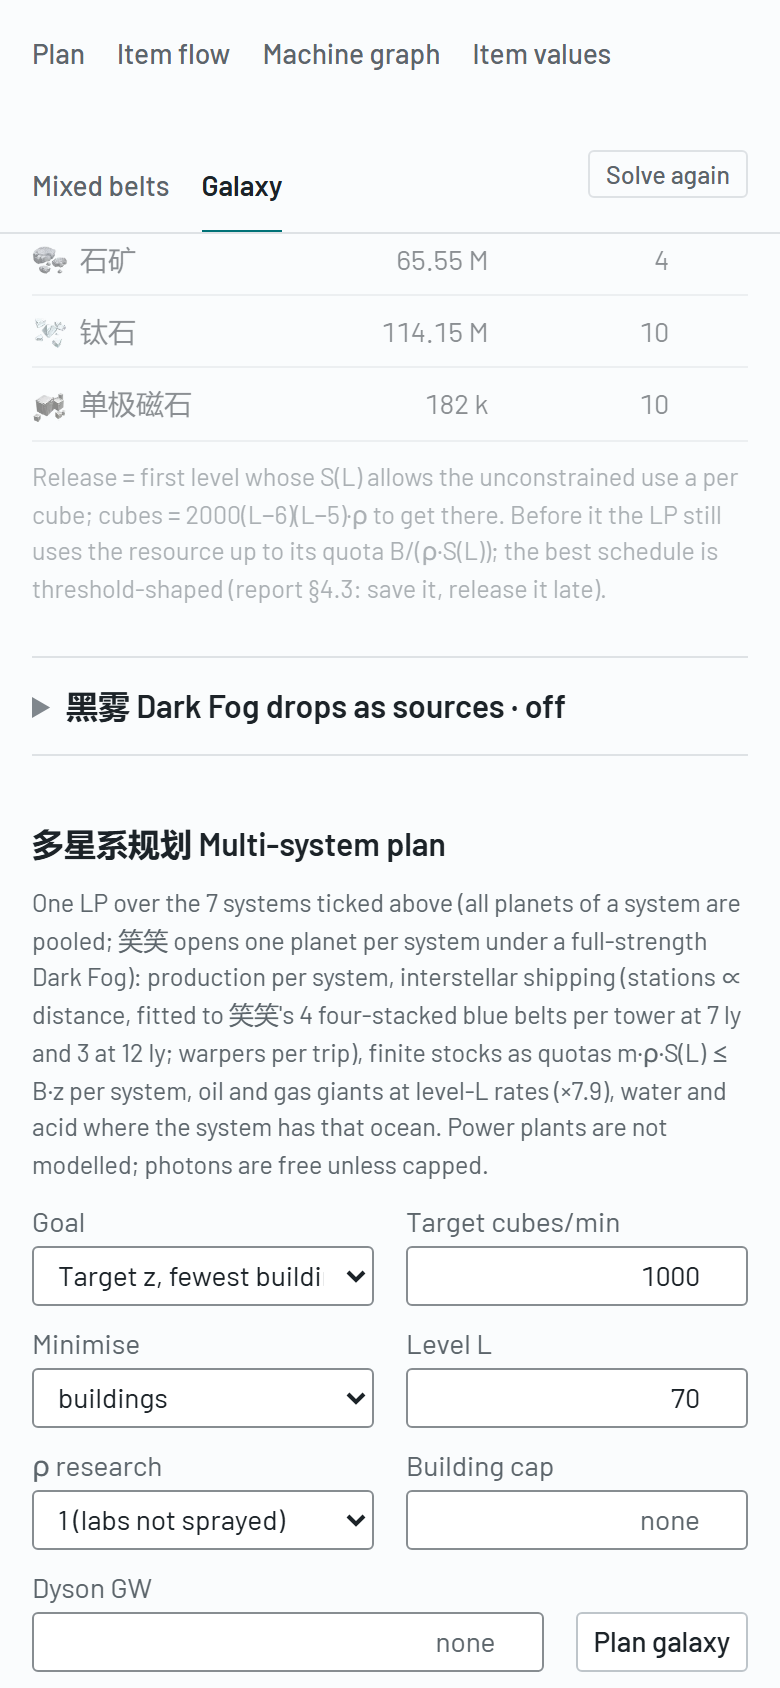 Plan Item flow Machine graph Item values
Mixed belts Galaxy Solve again
石矿 65.55 M 4
钛石 114.15 M 10
单极磁石 182 k 10
Release = first level whose S(L) allows the unconstrained use a per
cube; cubes = 2000(L−6)(L−5)·ρ to get there. Before it the LP still
uses the resource up to its quota B/(ρ·S(L)); the best schedule is
threshold-shaped (report §4.3: save it, release it late).
▶ 黑雾 Dark Fog drops as sources · off
多星系规划 Multi-system plan
One LP over the 7 systems ticked above (all planets of a system are
pooled; 笑笑 opens one planet per system under a full-strength
Dark Fog): production per system, interstellar shipping (stations ∝
distance, fitted to 笑笑's 4 four-stacked blue belts per tower at 7 ly
and 3 at 12 ly; warpers per trip), finite stocks as quotas m·ρ·S(L) ≤
B·z per system, oil and gas giants at level-L rates (×7.9), water and
acid where the system has that ocean. Power plants are not
modelled; photons are free unless capped.
Goal Target cubes/min
Target z, fewest buildi 1000
Minimise Level L
buildings 70
ρ research Building cap
1 (labs not sprayed) none
Dyson GW
none Plan galaxy